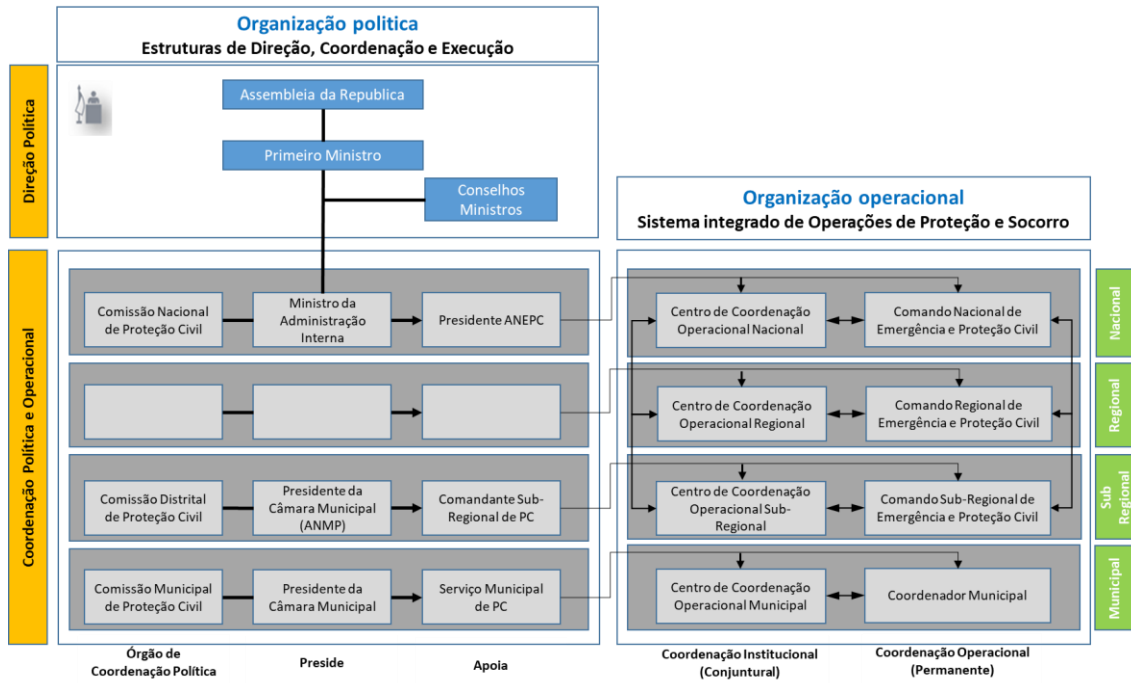 Organização politica
Estruturas de Direção, Coordenação e Execução
Direção Política
Assembleia da Republica
Primeiro Ministro
Conselhos
Ministros
Organização operacional
Sistema integrado de Operações de Proteção e Socorro
Coordenação Política e Operacional
Comissão Nacional
de Proteção Civil
Ministro da
Administração
Interna
Presidente ANEPC
Centro de Coordenação
Operacional Nacional
Comando Nacional de
Emergência e Proteção Civil
Nacional
Centro de Coordenação
Operacional Regional
Comando Regional de
Emergência e Proteção Civil
Regional
Comissão Distrital
de Proteção Civil
Presidente da
Câmara Municipal
(ANMP)
Comandante Sub-
Regional de PC
Centro de Coordenação
Operacional Sub-
Regional
Comando Sub-Regional de
Emergência e Proteção Civil
Sub
Regional
Comissão Municipal
de Proteção Civil
Presidente da
Câmara Municipal
Serviço Municipal
de PC
Centro de Coordenação
Operacional Municipal
Coordenador Municipal
Municipal
Órgão de
Coordenação Política
Preside
Apoia
Coordenação Institucional
(Conjuntural)
Coordenação Operacional
(Permanente)